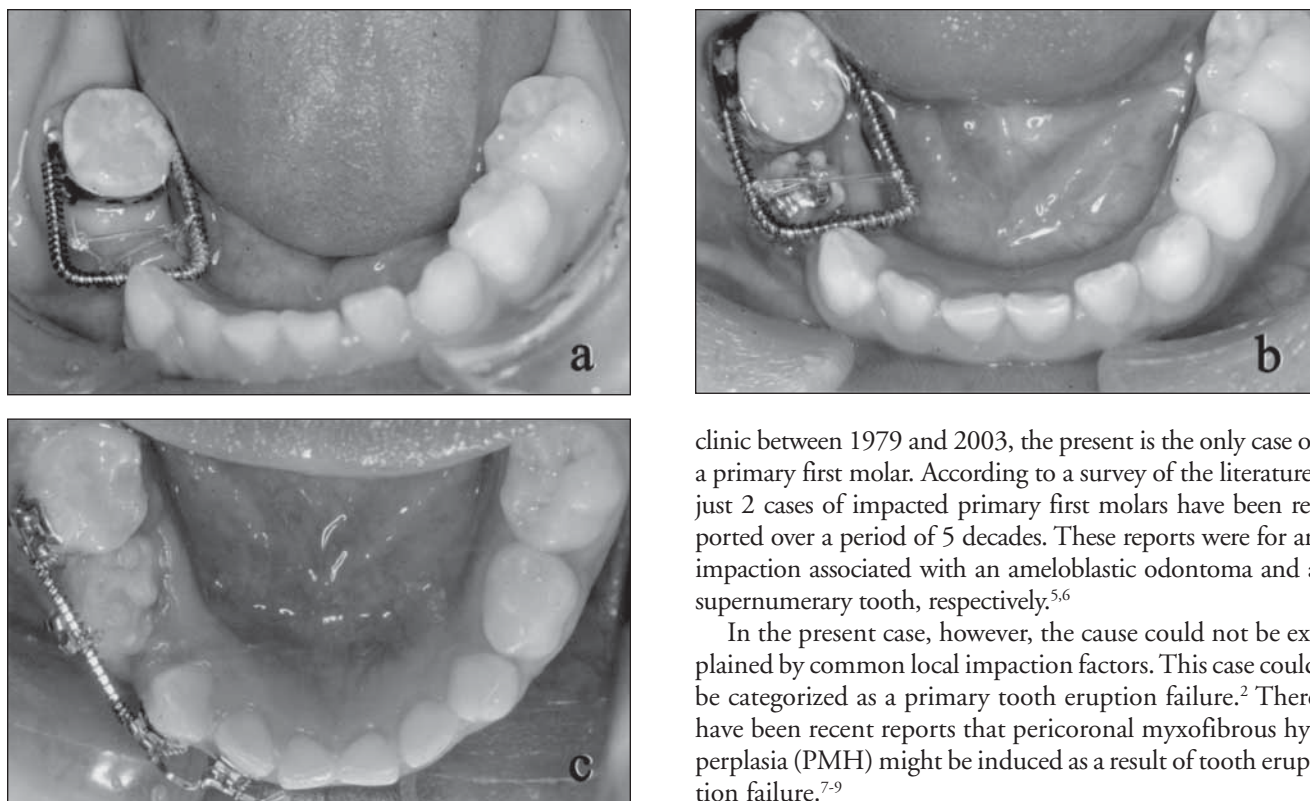 a
b
c
clinic between 1979 and 2003, the present is the only case o
a primary first molar. According to a survey of the literature
just 2 cases of impacted primary first molars have been re
ported over a period of 5 decades. These reports were for an
impaction associated with an ameloblastic odontoma and a
supernumerary tooth, respectively.5,6
In the present case, however, the cause could not be ex
plained by common local impaction factors. This case could
be categorized as a primary tooth eruption failure.2 There
have been recent reports that pericoronal myxofibrous hy
perplasia (PMH) might be induced as a result of tooth erup
tion failure.7-9